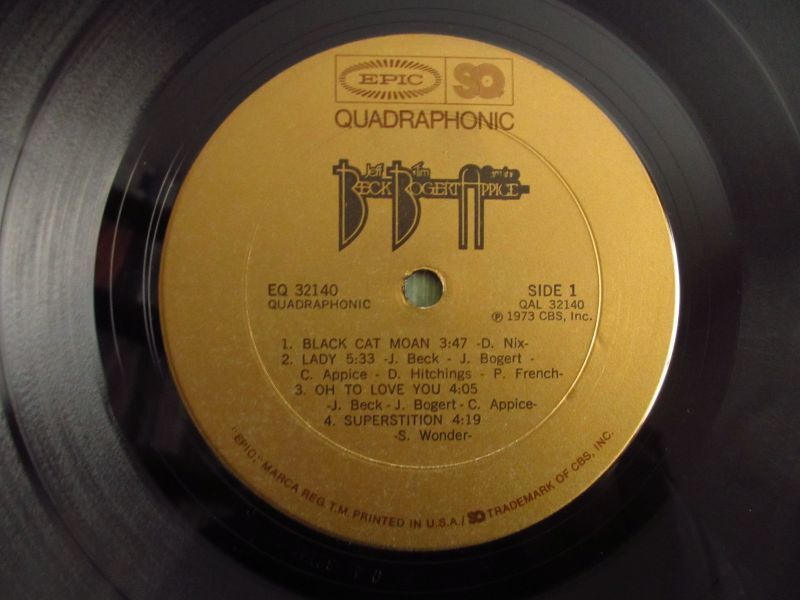 EPIC SQ
QUADRAPHONIC
Jeff Tim
BECK BOGERT APPICE
EQ 32140 SIDE 1
QUADRAPHONIC QAL 32140
℗ 1973 CBS, Inc.
1. BLACK CAT MOAN 3:47 -D. Nix-
2. LADY 5:33 -J. Beck - J. Bogert -
C. Appice - D. Hitchings - P. French-
3. OH TO LOVE YOU 4:05
-J. Beck - J. Bogert - C. Appice-
4. SUPERSTITION 4:19
-S. Wonder-
"EPIC," MARCA REG. T.M. PRINTED IN U.S.A./ SQ TRADEMARK OF CBS, INC.